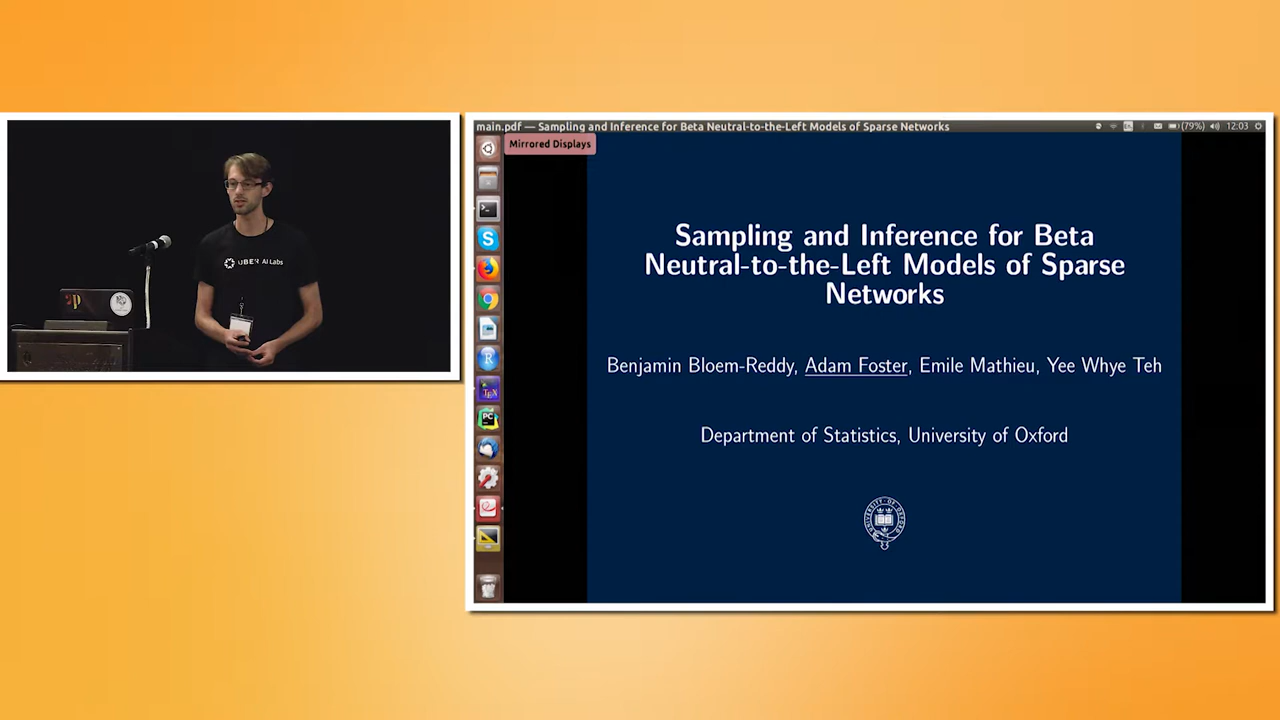 UBER AI Labs
main.pdf — Sampling and Inference for Beta Neutral-to-the-Left Models of Sparse Networks
(79%) 12:03
Mirrored Displays
Sampling and Inference for Beta
Neutral-to-the-Left Models of Sparse
Networks
Benjamin Bloem-Reddy, Adam Foster, Emile Mathieu, Yee Whye Teh
Department of Statistics, University of Oxford